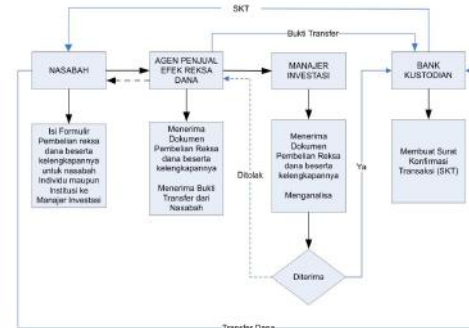 SKT
Bukti Transfer
NASABAH
AGEN PENJUAL
EFEK REKSA
DANA
MANAJER
INVESTASI
BANK
KUSTODIAN
Isi Formulir
Pembelian reksa
dana beserta
kelengkapannya
untuk nasabah
Individu maupun
Institusi ke
Manajer Investasi
Menerima
Dokumen
Pembelian Reksa
dana beserta
kelengkapannya
Menerima Bukti
Transfer dari
Nasabah
Ditolak
Menerima
Dokumen
Pembelian Reksa
dana beserta
kelengkapannya
Menganalisa
Ya
Membuat Surat
Konfirmasi
Transaksi (SKT)
Diterima
Transfer Dana